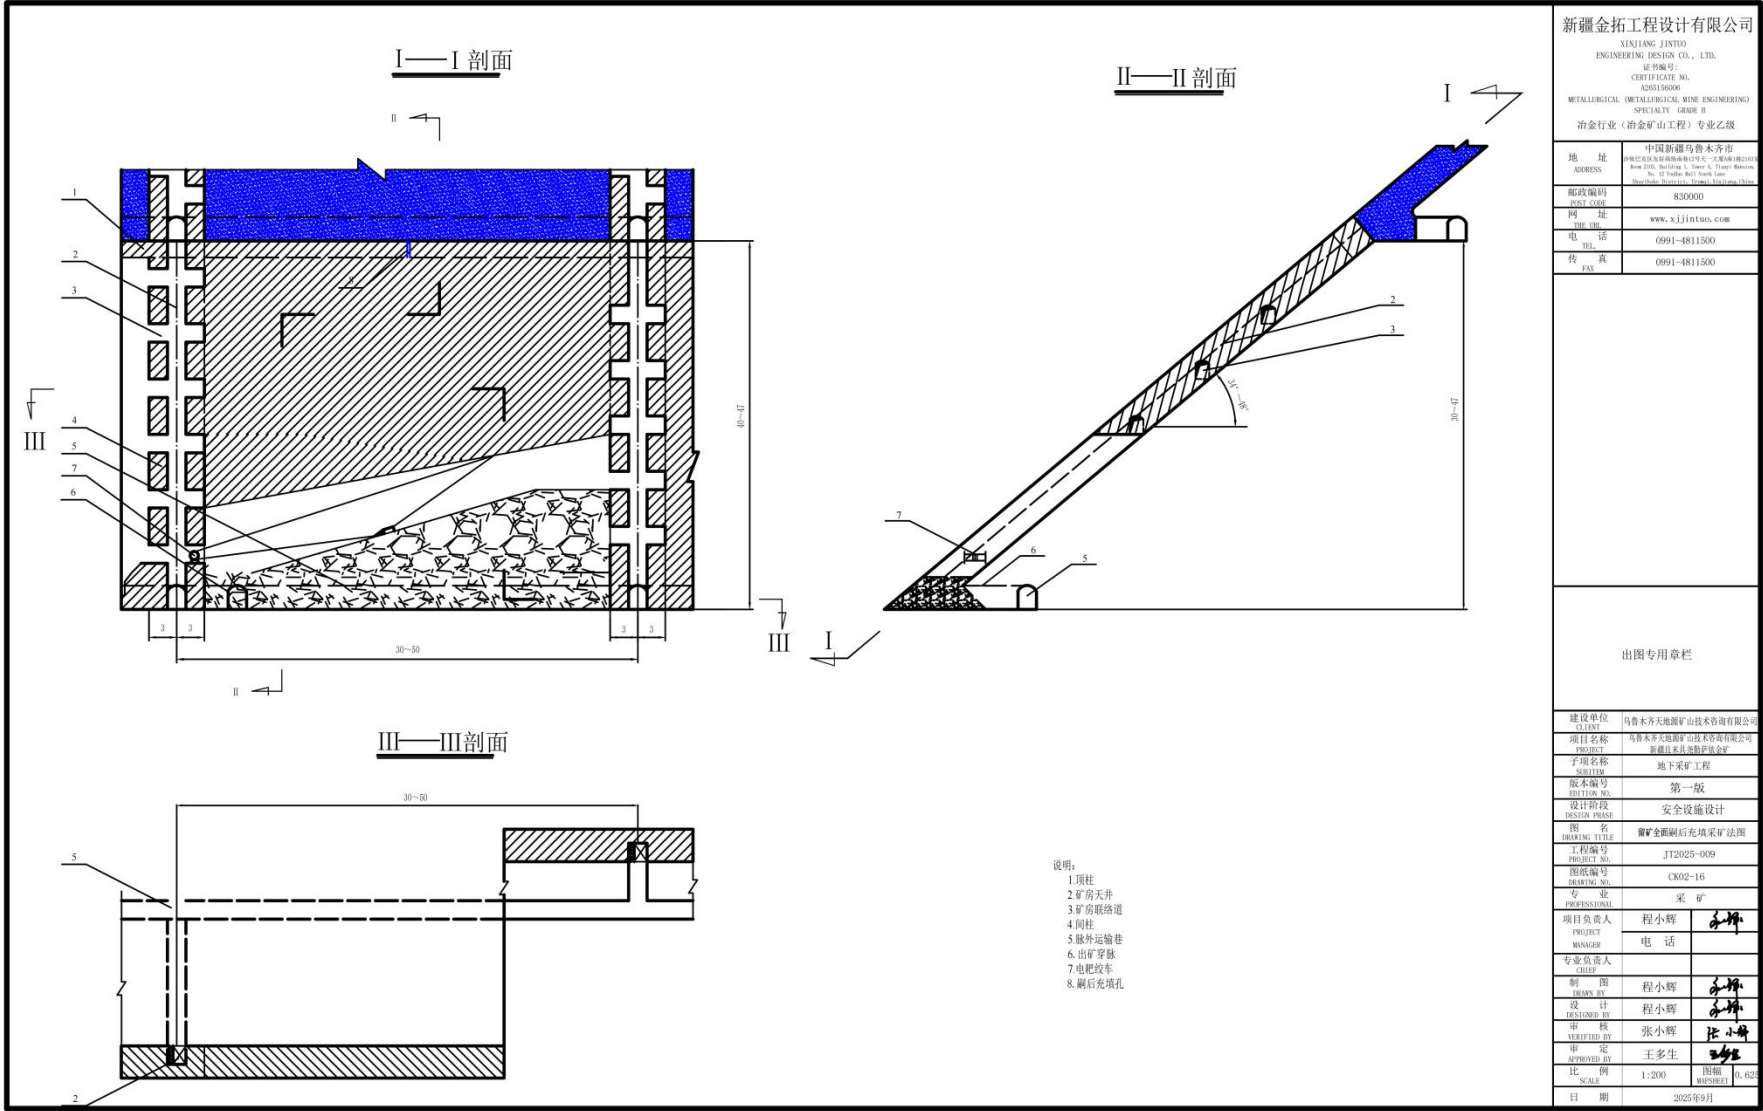 I——I 剖面
II
1
2
3
8
III
4
5
7
6
40~47
3
3
3
3
30~50
III
II
II——II 剖面
I
2
3
34°~48°
30~47
7
6
5
I
III——III剖面
30~50
5
2
说明:
1.顶柱
2.矿房天井
3.矿房联络道
4.间柱
5.脉外运输巷
6.出矿穿脉
7.电耙绞车
8.嗣后充填孔
新疆金拓工程设计有限公司
XINJIANG JINTUO
ENGINEERING DESIGN CO., LTD.
证书编号:
CERTIFICATE NO.
A265156006
METALLURGICAL (METALLURGICAL MINE ENGINEERING)
SPECIALTY GRADE B
冶金行业（冶金矿山工程）专业乙级
地 址
ADDRESS
中国新疆乌鲁木齐市
邮政编码
POST CODE
830000
网 址
THE URL
www.xjjintuo.com
电 话
TEL.
0991-4811500
传 真
FAX
0991-4811500
出图专用章栏
建设单位
CLIENT
乌鲁木齐天地源矿山技术咨询有限公司
项目名称
PROJECT
乌鲁木齐天地源矿山技术咨询有限公司
子项名称
SUBITEM
地下采矿工程
版本编号
EDITION NO.
第一版
设计阶段
DESIGN PHASE
安全设施设计
图 名
DRAWING TITLE
留矿全面嗣后充填采矿法图
工程编号
PROJECT NO.
JT2025-009
图纸编号
DRAWING NO.
CK02-16
专 业
PROFESSIONAL
采 矿
项目负责人
PROJECT
MANAGER
程小辉
电 话
专业负责人
CHIEF
制 图
DRAWN BY
程小辉
设 计
DESIGNED BY
程小辉
审 核
VERIFIED BY
张小辉
审 定
APPROVED BY
王多生
比 例
SCALE
1:200
图幅
MAPSHEET
0.625
日 期
2025年9月